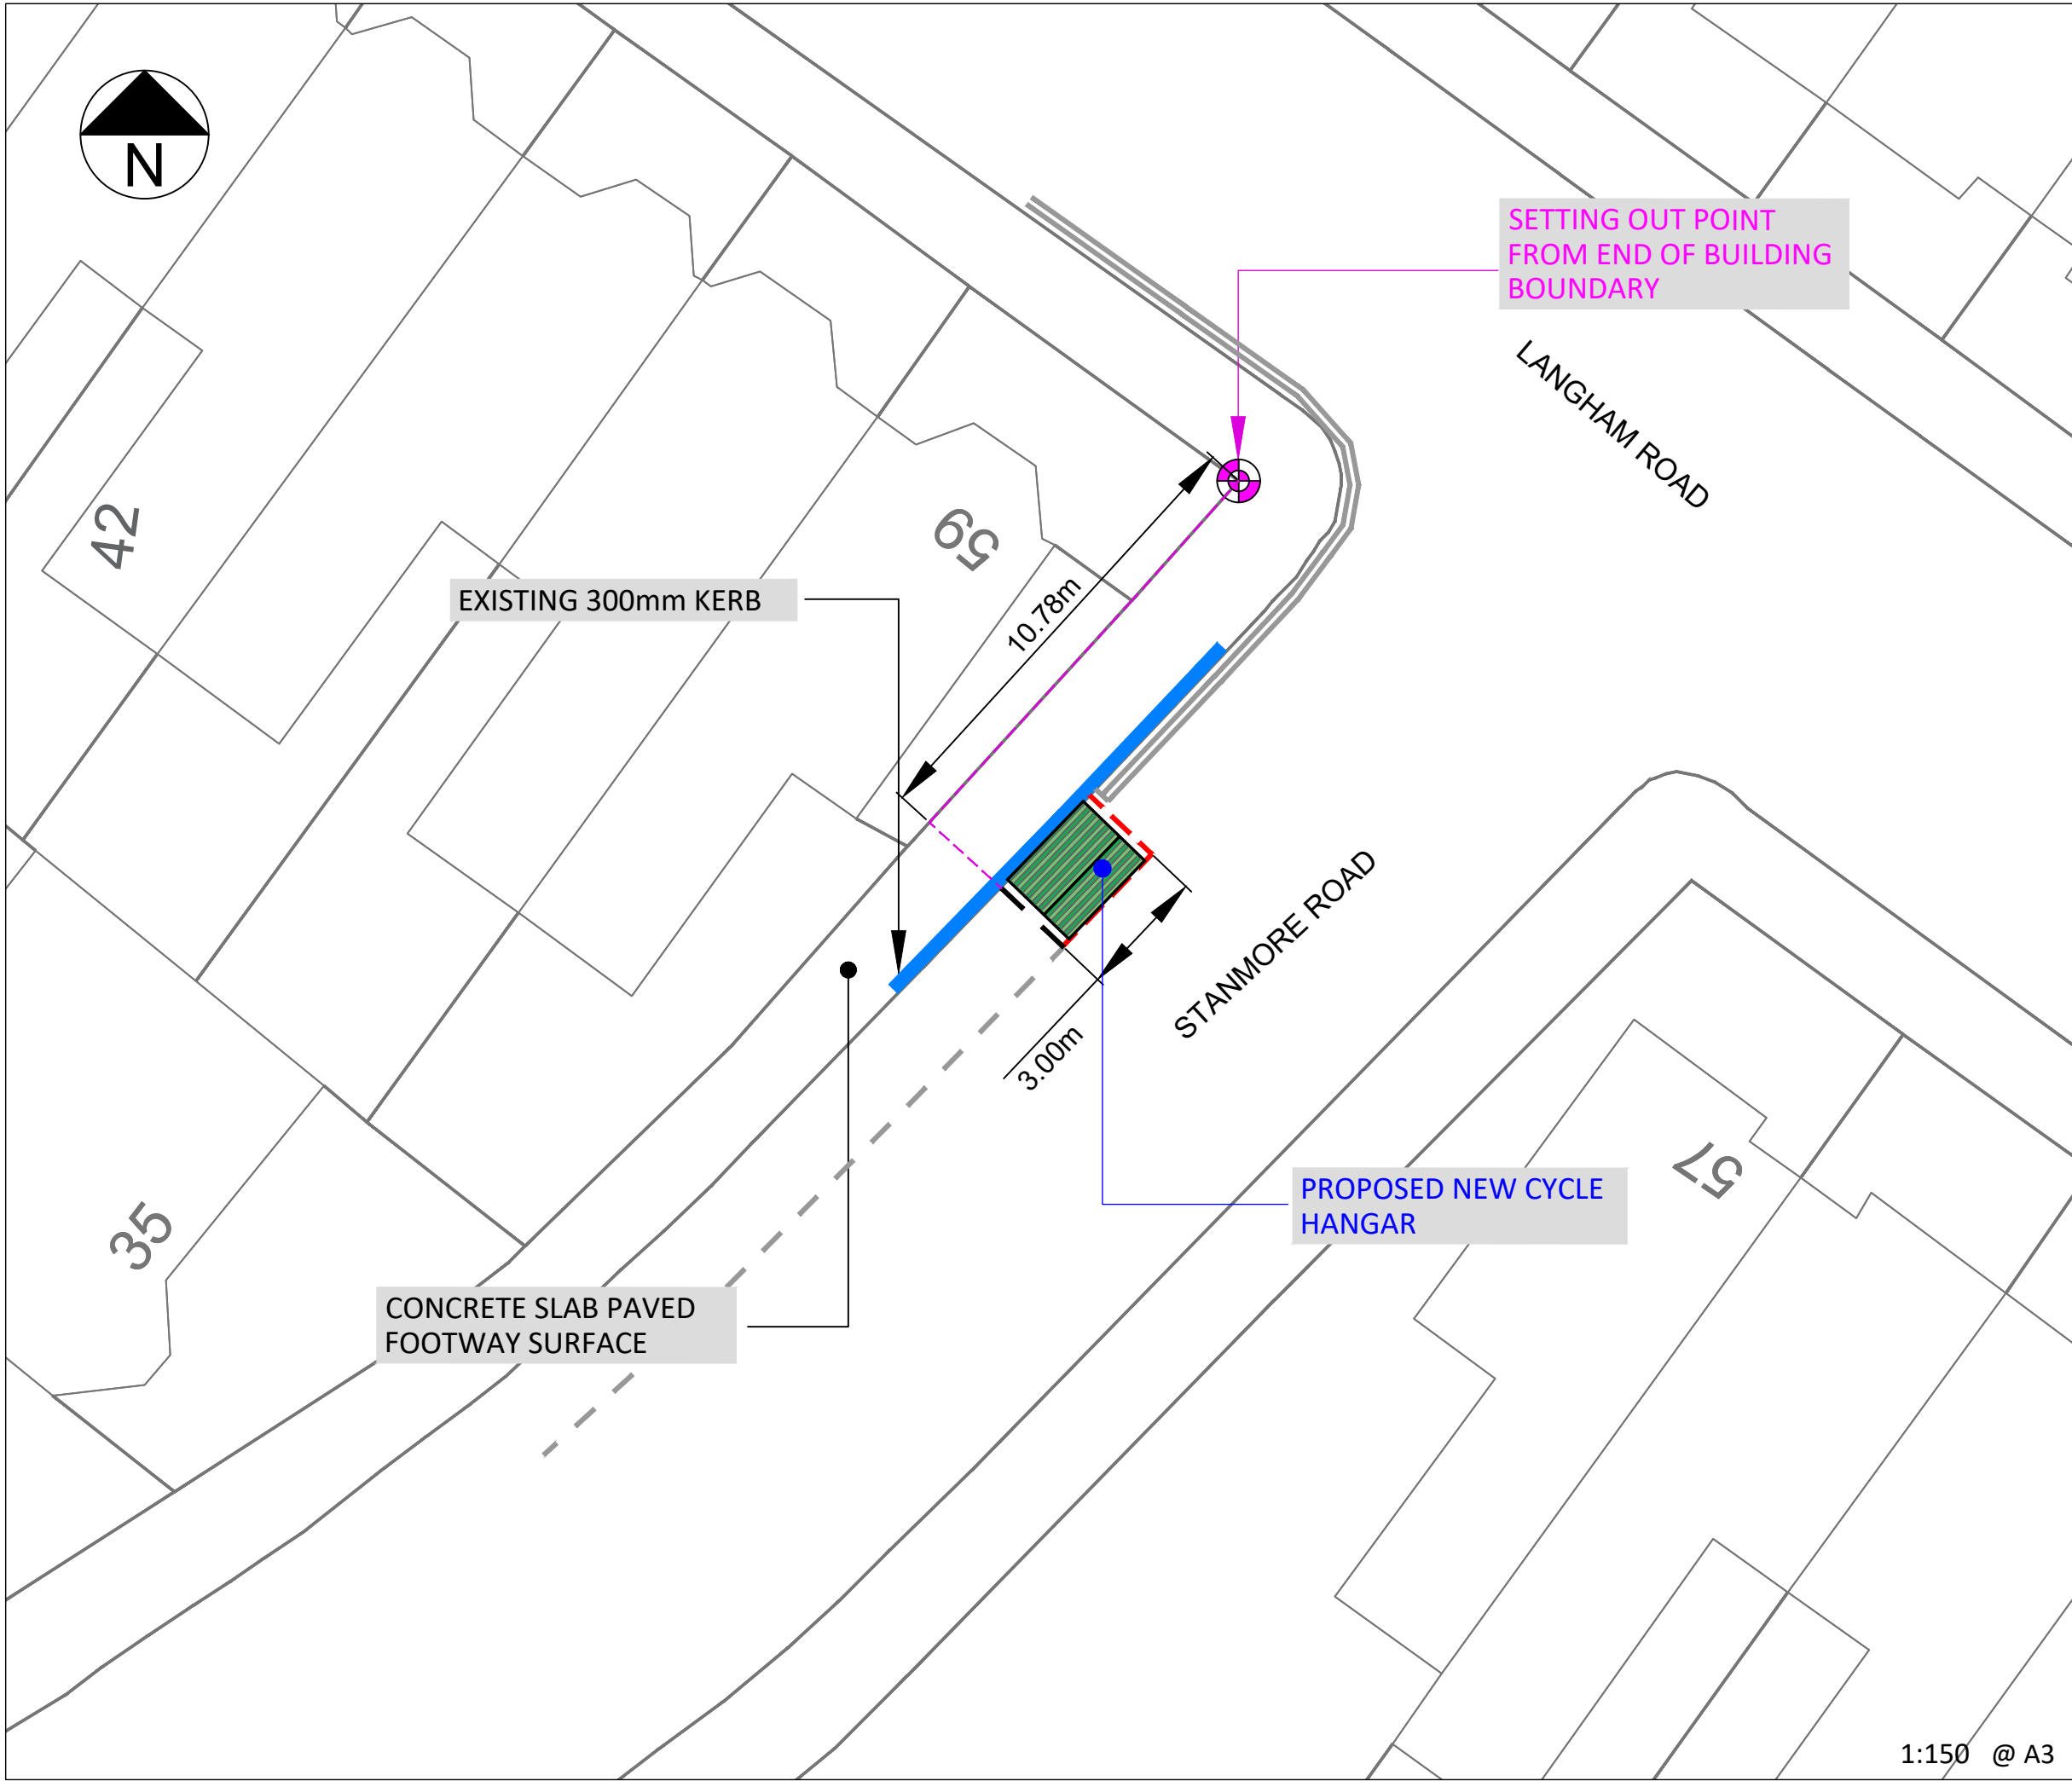 N
SETTING OUT POINT
FROM END OF BUILDING
BOUNDARY
LANGHAM ROAD
42
59
EXISTING 300mm KERB
10.78m
STANMORE ROAD
3.00m
57
PROPOSED NEW CYCLE
HANGAR
35
CONCRETE SLAB PAVED
FOOTWAY SURFACE
1:150 @ A3